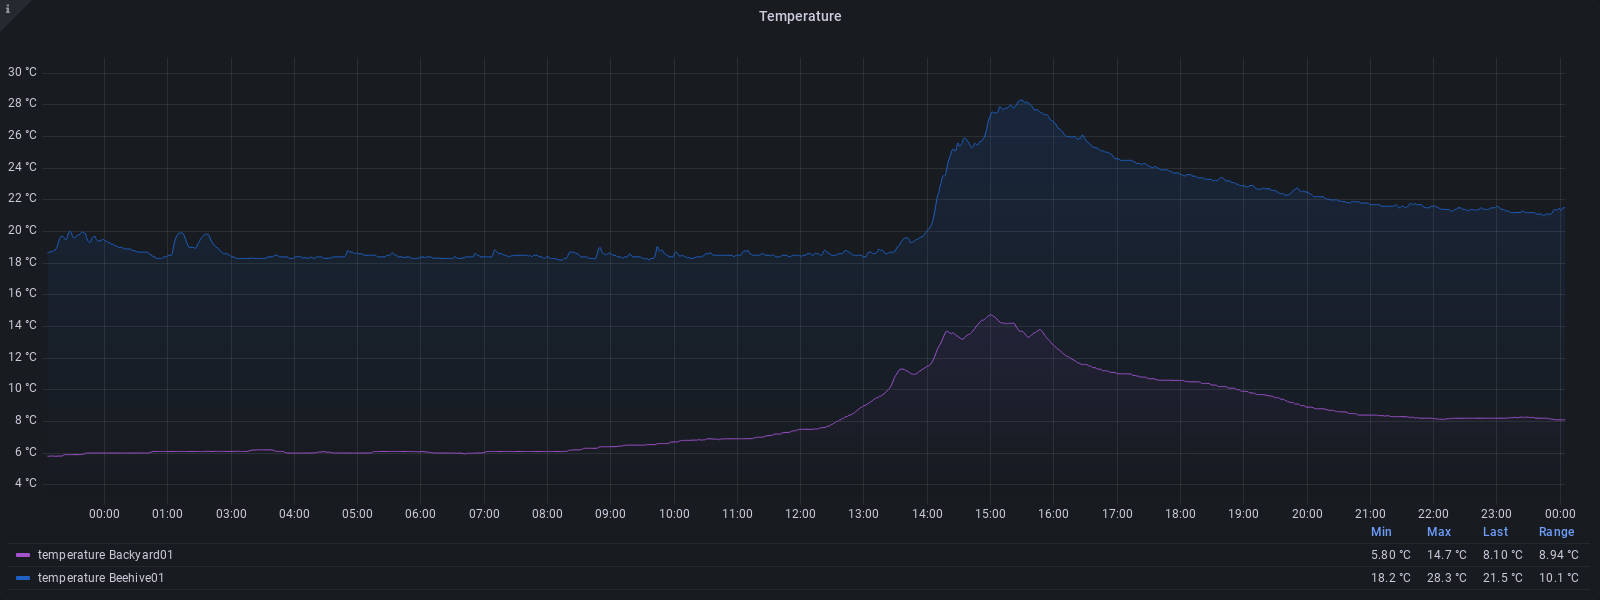 i
Temperature
30 °C
28 °C
26 °C
24 °C
22 °C
20 °C
18 °C
16 °C
14 °C
12 °C
10 °C
8 °C
6 °C
4 °C
00:00 01:00 03:00 04:00 05:00 06:00 07:00 08:00 09:00 10:00 11:00 12:00 13:00 14:00 15:00 16:00 17:00 18:00 19:00 20:00 21:00 22:00 23:00 00:00
Min Max Last Range
temperature Backyard01 5.80 °C 14.7 °C 8.10 °C 8.94 °C
temperature Beehive01 18.2 °C 28.3 °C 21.5 °C 10.1 °C